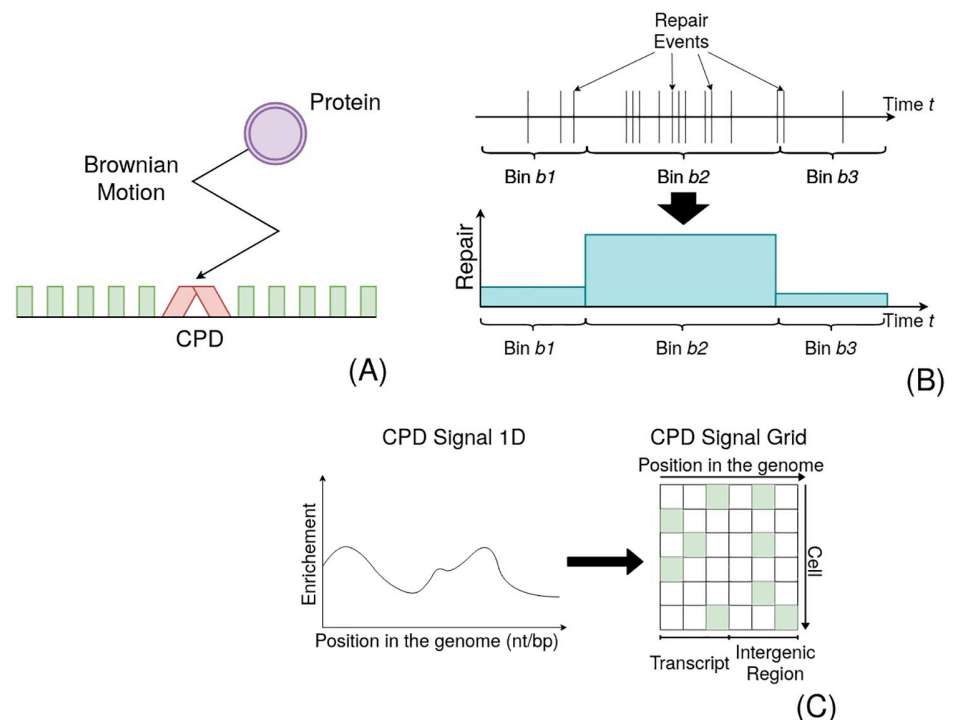 Protein
Brownian
Motion
CPD
(A)
Repair
Events
Time t
Bin b1
Bin b2
Bin b3
Repair
Time t
Bin b1
Bin b2
Bin b3
(B)
CPD Signal 1D
Enrichement
Position in the genome (nt/bp)
CPD Signal Grid
Position in the genome
Cell
Transcript
Intergenic
Region
(C)